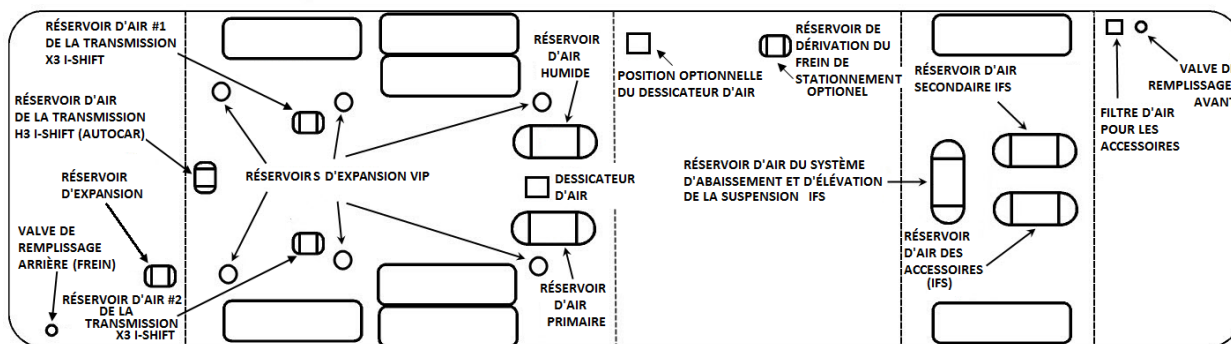 RÉSERVOIR D'AIR #1
DE LA TRANSMISSION
X3 I-SHIFT
RÉSERVOIR D'AIR
DE LA TRANSMISSION
H3 I-SHIFT (AUTOCAR)
RÉSERVOIR
D'EXPANSION
VALVE DE
REMPLISSAGE
ARRIÈRE (FREIN)
RÉSERVOIR D'AIR #2
DE LA
TRANSMISSION
X3 I-SHIFT
RÉSERVOIRS D'EXPANSION VIP
RÉSERVOIR
D'AIR
HUMIDE
DESSICATEUR
D'AIR
RÉSERVOIR
D'AIR
PRIMAIRE
POSITION OPTIONNELLE
DU DESSICATEUR D'AIR
RÉSERVOIR DE
DÉRIVATION DU
FREIN DE
STATIONNEMENT
OPTIONEL
RÉSERVOIR D'AIR DU SYSTÈME
D'ABAISSEMENT ET D'ÉLÉVATION
DE LA SUSPENSION IFS
RÉSERVOIR D'AIR
SECONDAIRE IFS
RÉSERVOIR
D'AIR DES
ACCESSOIRES
(IFS)
FILTRE D'AIR
POUR LES
ACCESSOIRES
VALVE DE
REMPLISSAGE
AVANT